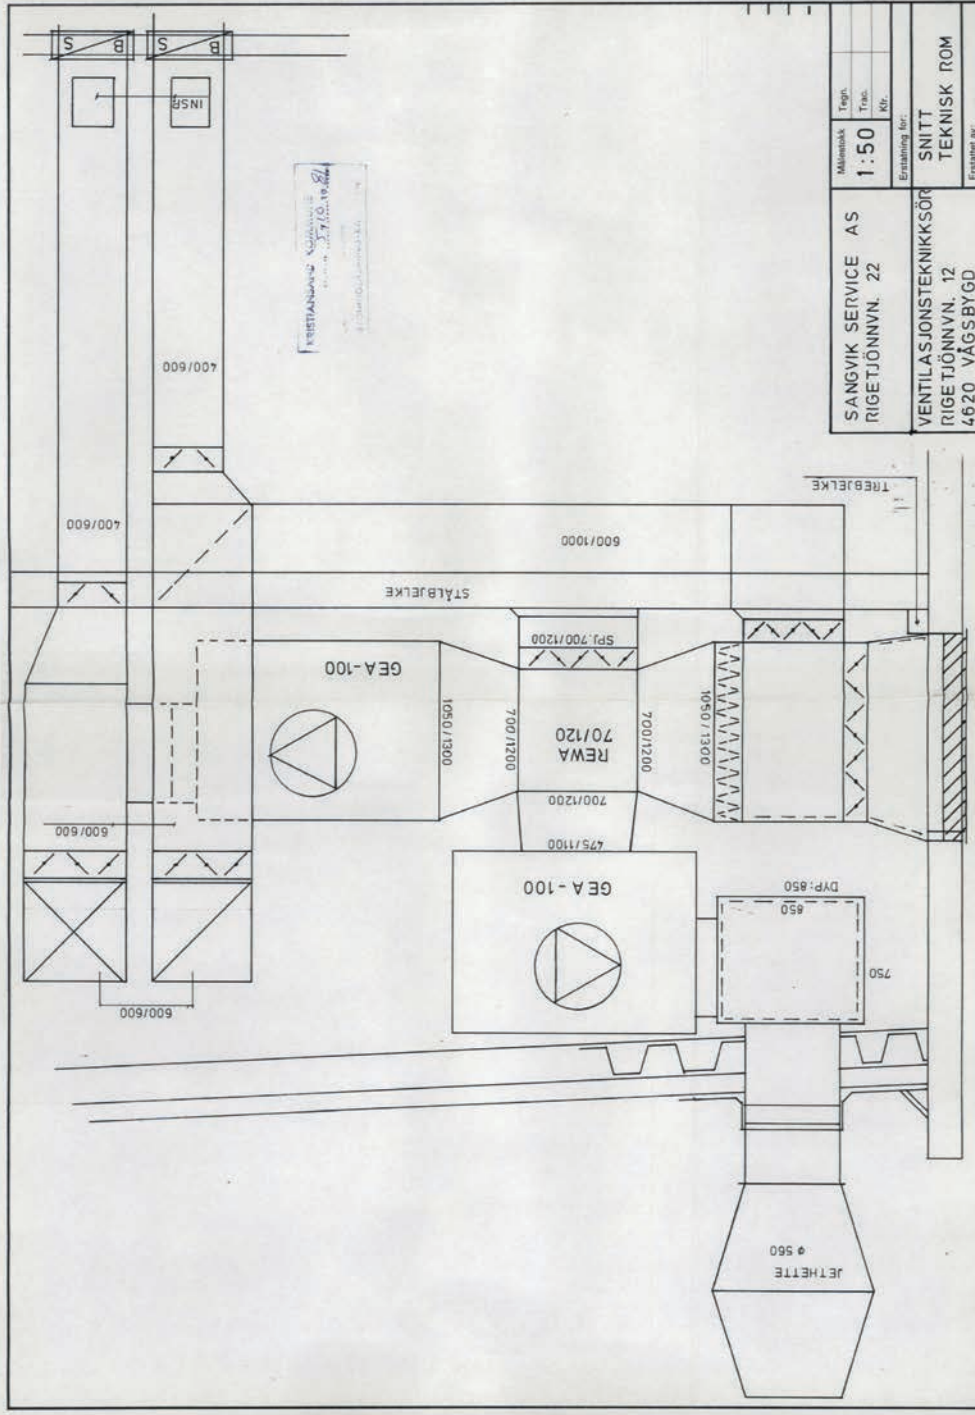 JETHETTE
ø 560
600/600
750
850
DYP: 850
GEA-100
475/1100
700/1200
600/600
REWA
70/120
700/1200
700/1200
1050/1300
1050/1300
GEA-100
SPJ. 700/1200
STÅLBJELKE
TREBJELKE
600/1000
400/600
400/600
INSP.
B
S
B
S
KRISTIANSAND KOMMUNE
Målestokk
1:50
Tegn.
Trac.
Kfr.
Erstatning for:
SANGVIK SERVICE AS
RIGETJÖNNVN. 22
SNITT
TEKNISK ROM
Erstattet av:
VENTILASJONSTEKNIKKSÖR
RIGETJÖNNVN. 12
4620 VÅGSBYGD